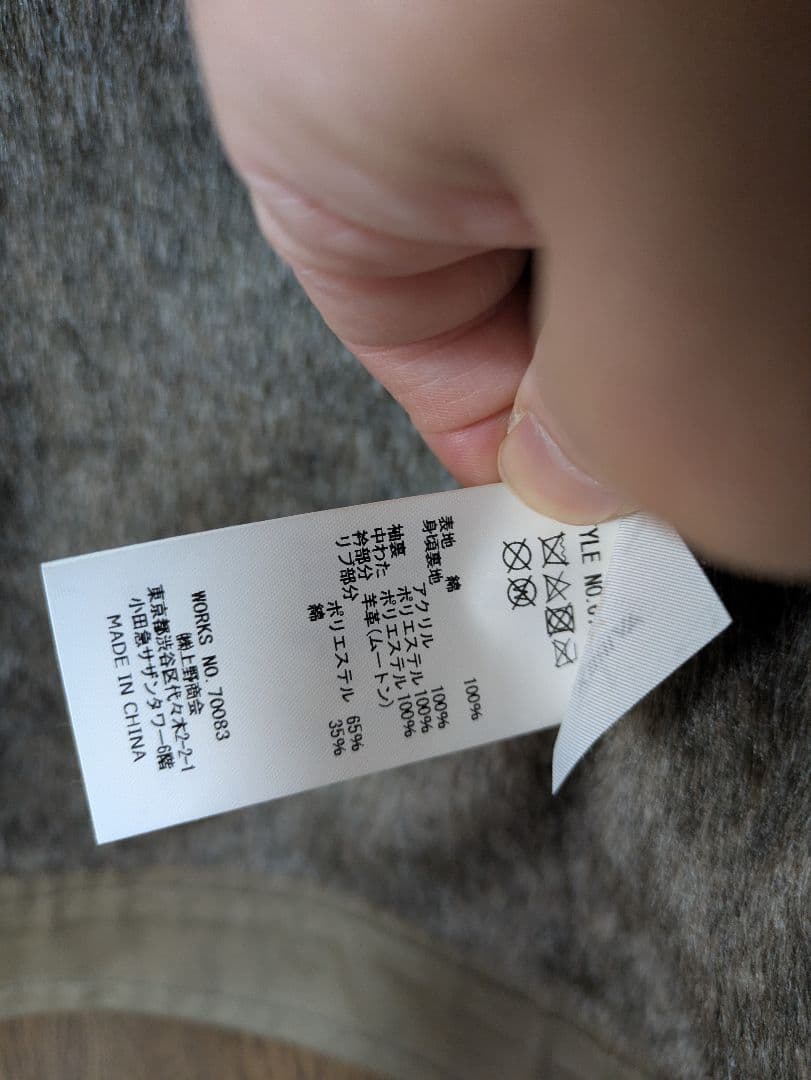 YLE NO.0
表地 綿 100%
身頃裏地 アクリル 100%
ポリエステル 100%
袖裏 ポリエステル 100%
中わた 羊革(ムートン)
衿部分
リブ部分 ポリエステル 65%
綿 35%
WORKS NO. 70083
㈱上野商会
東京都渋谷区代々木2-2-1
小田急サザンタワー6階
MADE IN CHINA